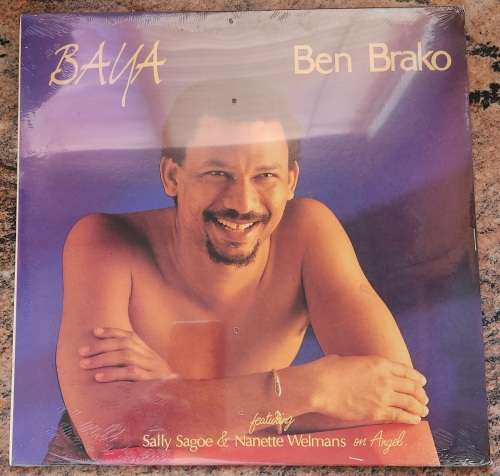 BAYA
Ben Brako
featuring
Sally Sagoe & Nanette Welmans on Angel.